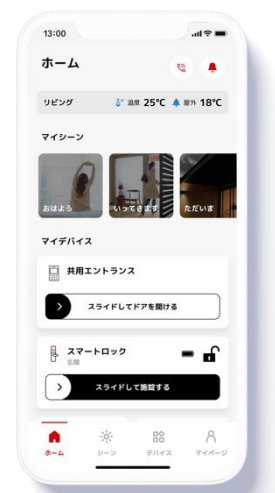 13:00
ホーム
リビング 温度 25°C 屋外 18°C
マイシーン
おはよう いってきます ただいま
マイデバイス
共用エントランス
スライドしてドアを開ける
スマートロック
玄関
スライドして施錠する
ホーム シーン デバイス マイページ